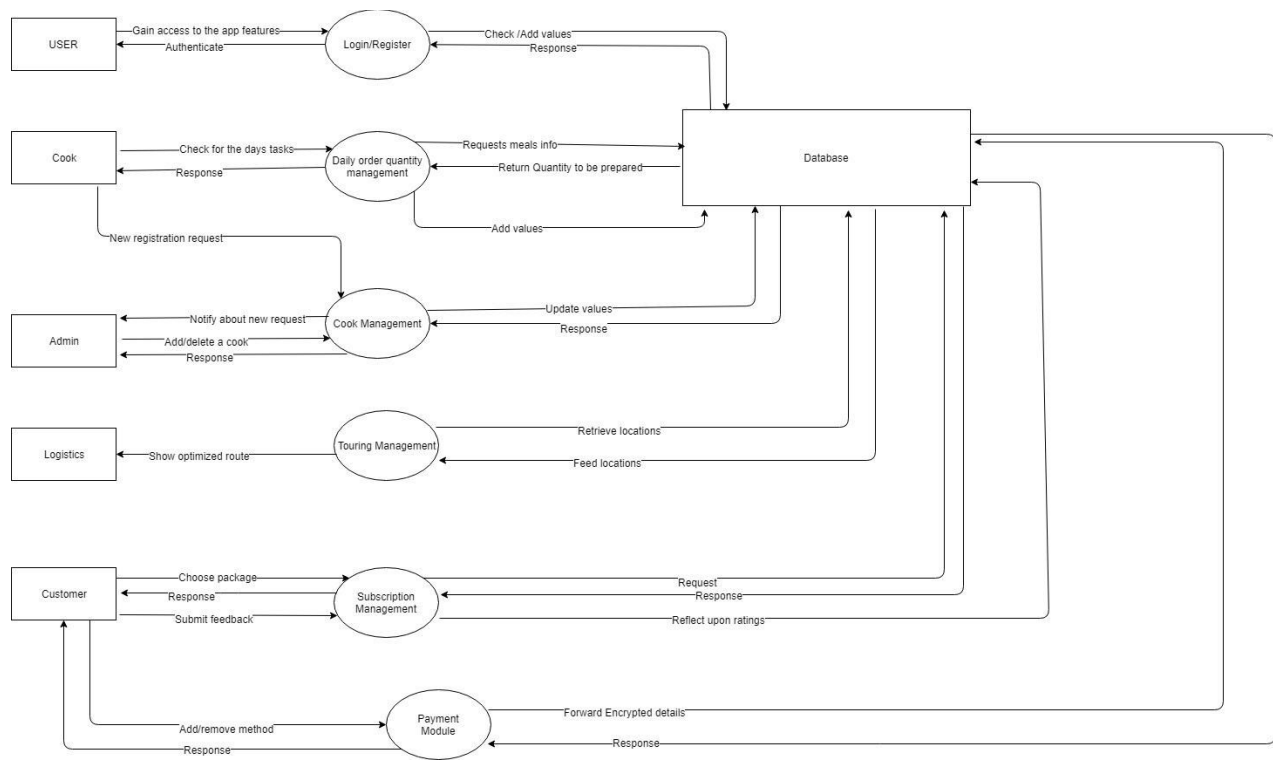 Gain access to the app features
USER
Authenticate
Login/Register
Check /Add values
Response
Cook
Check for the days tasks
Response
Daily order quantity
management
Requests meals info
Return Quantity to be prepared
Add values
Database
New registration request
Admin
Notify about new request
Add/delete a cook
Response
Cook Management
Update values
Response
Logistics
Show optimized route
Touring Management
Retrieve locations
Feed locations
Customer
Choose package
Response
Submit feedback
Subscription
Management
Request
Response
Reflect upon ratings
Add/remove method
Response
Payment
Module
Forward Encrypted details
Response